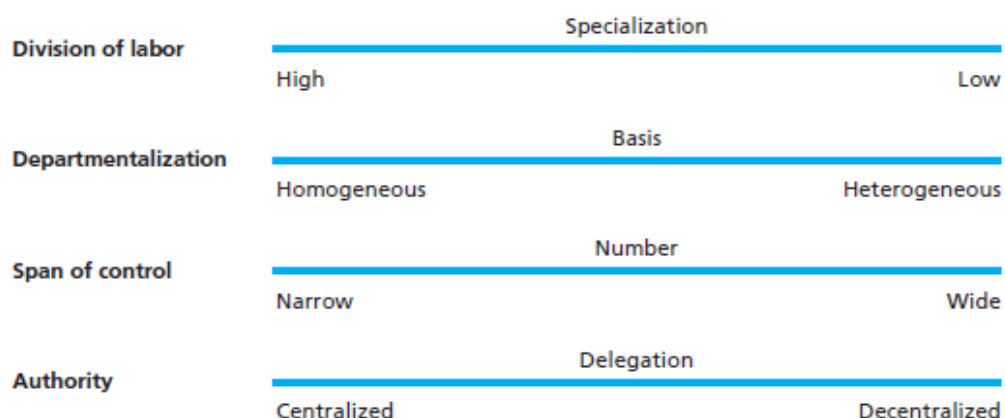 Specialization
Division of labor
High Low
Basis
Departmentalization
Homogeneous Heterogeneous
Number
Span of control
Narrow Wide
Delegation
Authority
Centralized Decentralized